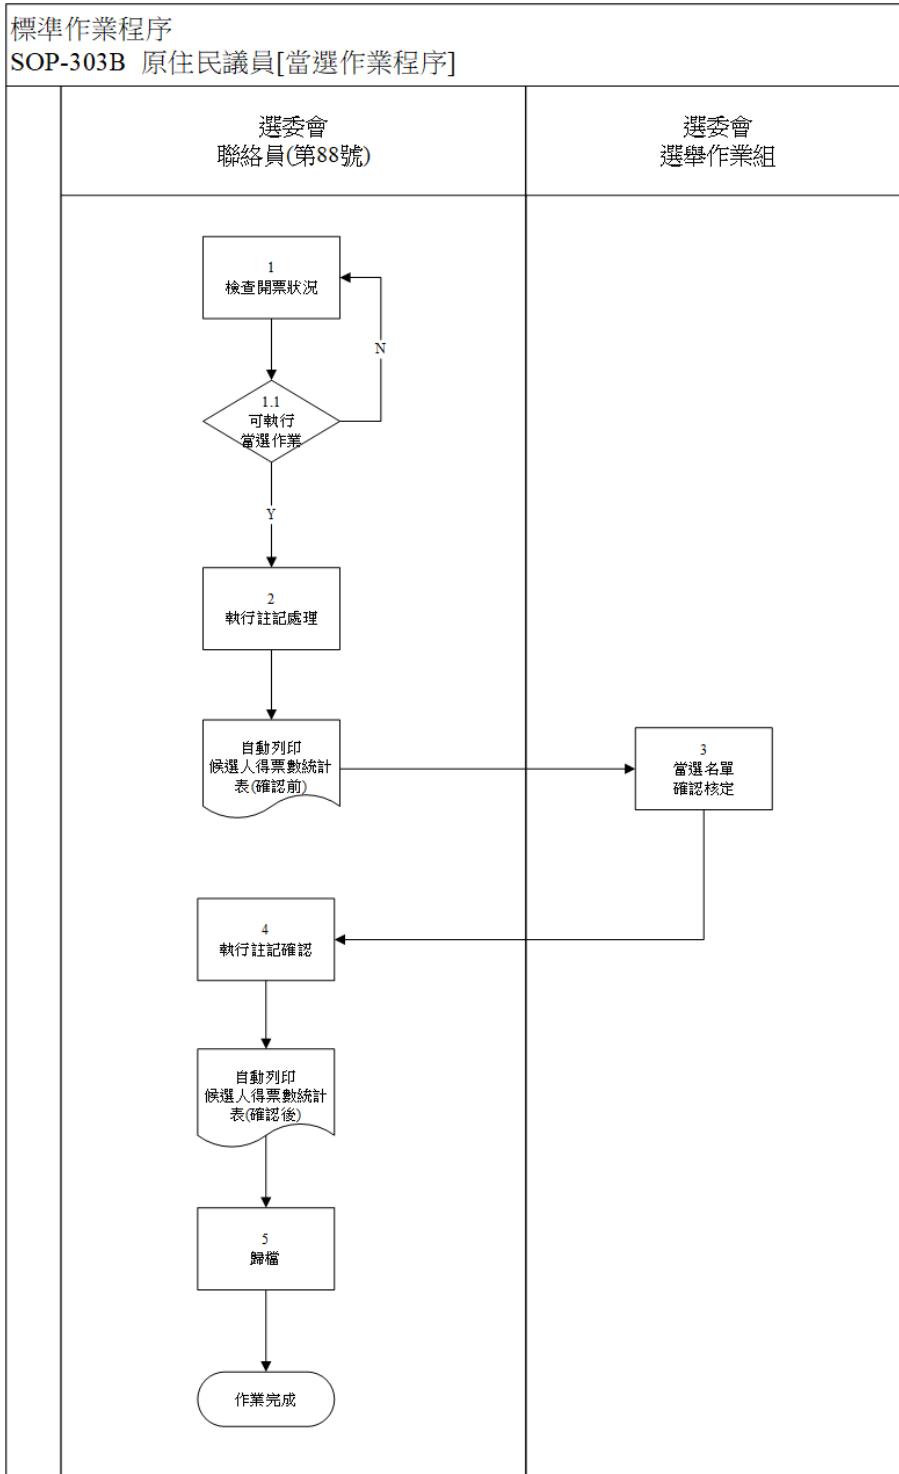 標準作業程序
SOP-303B 原住民議員[當選作業程序]
選委會
聯絡員(第88號)
選委會
選舉作業組
1
檢查開票狀況
N
1.1
可執行
當選作業
Y
2
執行註記處理
自動列印
候選人得票數統計
表(確認前)
3
當選名單
確認核定
4
執行註記確認
自動列印
候選人得票數統計
表(確認後)
5
歸檔
作業完成